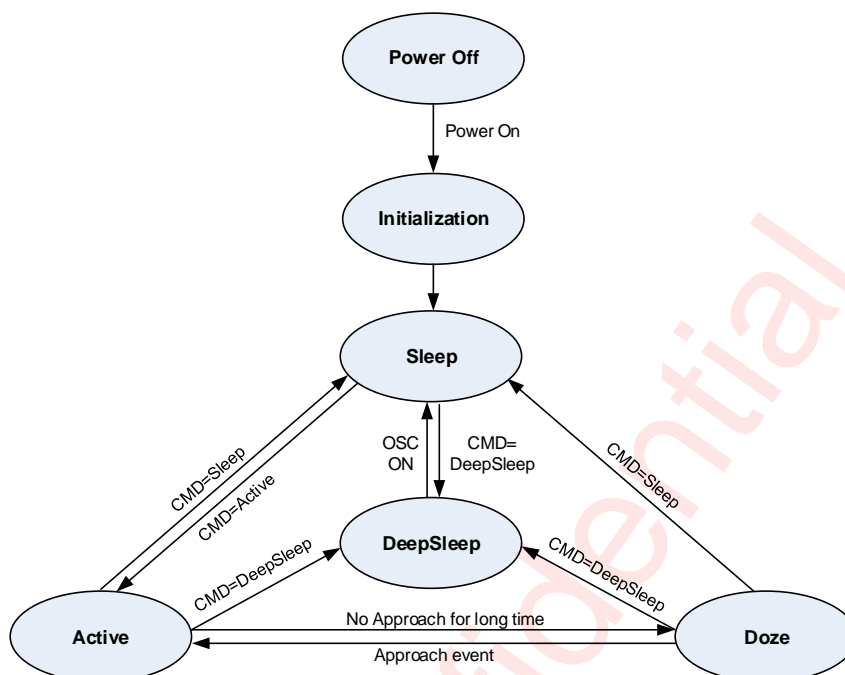 Power Off
Power On
Initialization
Sleep
CMD=Sleep
CMD=Active
OSC
ON
CMD=
DeepSleep
CMD=Sleep
CMD=DeepSleep
DeepSleep
CMD=DeepSleep
Active
No Approach for long time
Approach event
Doze
fidential